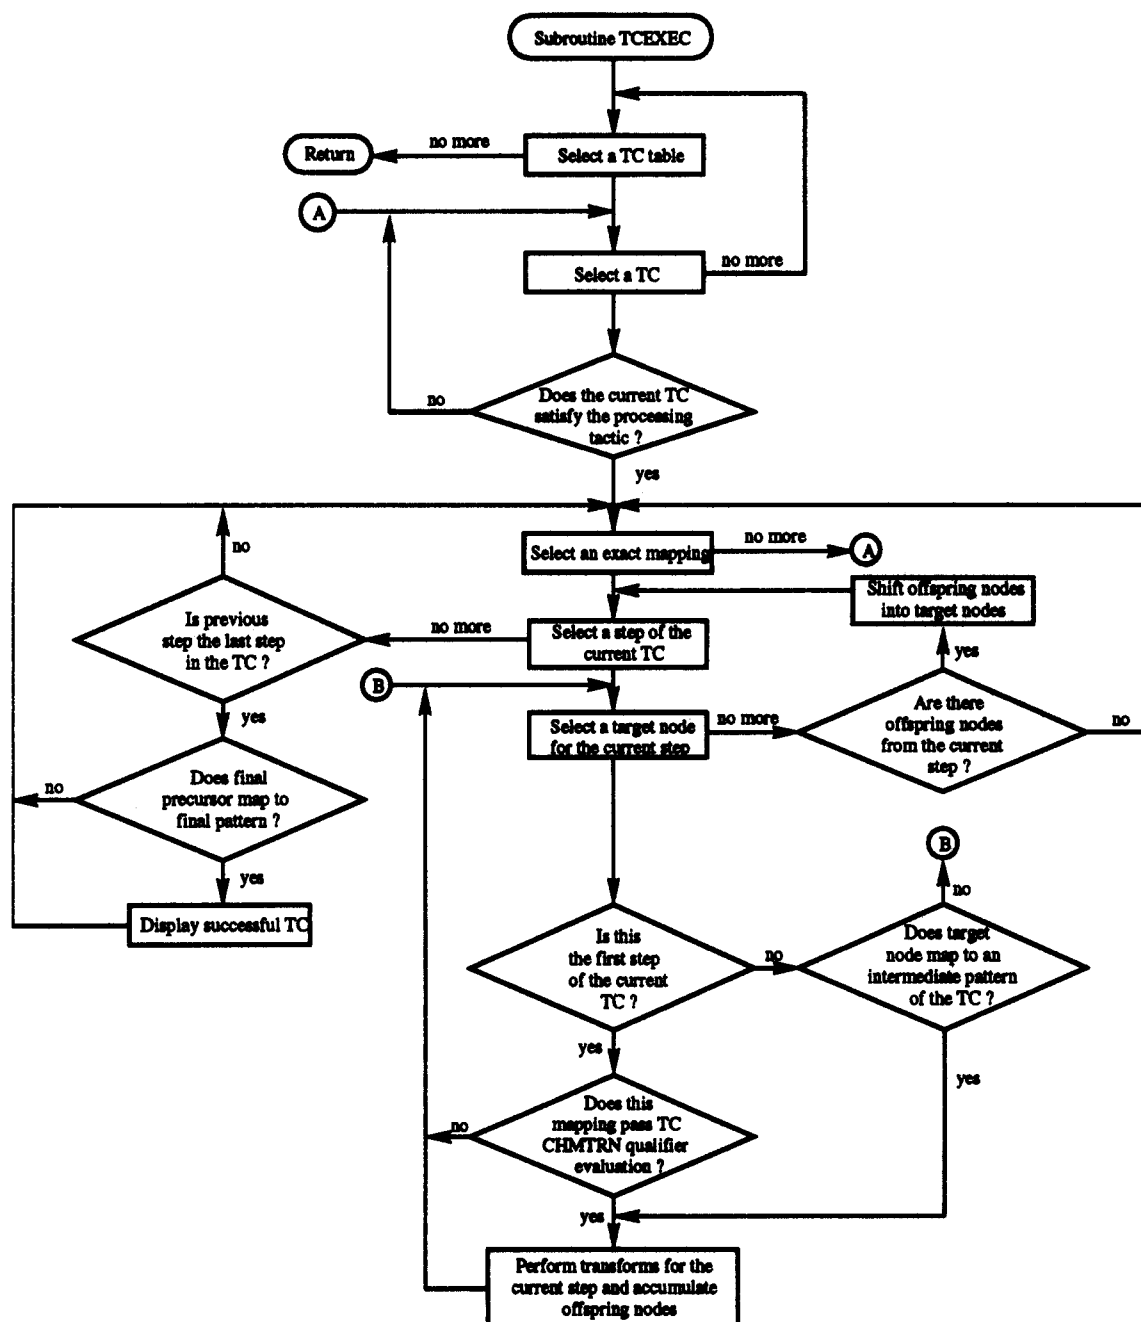 Subroutine TCEXEC
no more
Return
Select a TC table
A
Select a TC
no more
no
Does the current TC
satisfy the processing
tactic ?
yes
no
Select an exact mapping
no more
A
Shift offspring nodes
into target nodes
Is previous
step the last step
in the TC ?
no more
Select a step of the
current TC
yes
B
yes
Select a target node
for the current step
no more
Are there
offspring nodes
from the current
step ?
no
no
Does final
precursor map to
final pattern ?
yes
B
no
Display successful TC
Is this
the first step
of the current
TC ?
no
Does target
node map to an
intermediate pattern
of the TC ?
yes
yes
no
Does this
mapping pass TC
CHMTRN qualifier
evaluation ?
yes
Perform transforms for the
current step and accumulate
offspring nodes